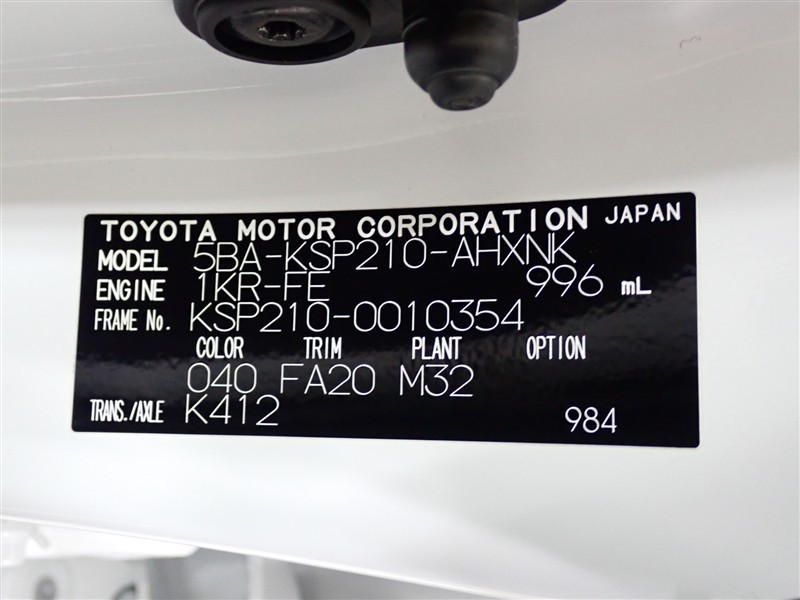 TOYOTA MOTOR CORPORATION JAPAN
MODEL 5BA-KSP210-AHXNK
ENGINE 1KR-FE 996 mL
FRAME No. KSP210-0010354
COLOR TRIM PLANT OPTION
040 FA20 M32
TRANS./AXLE K412 984